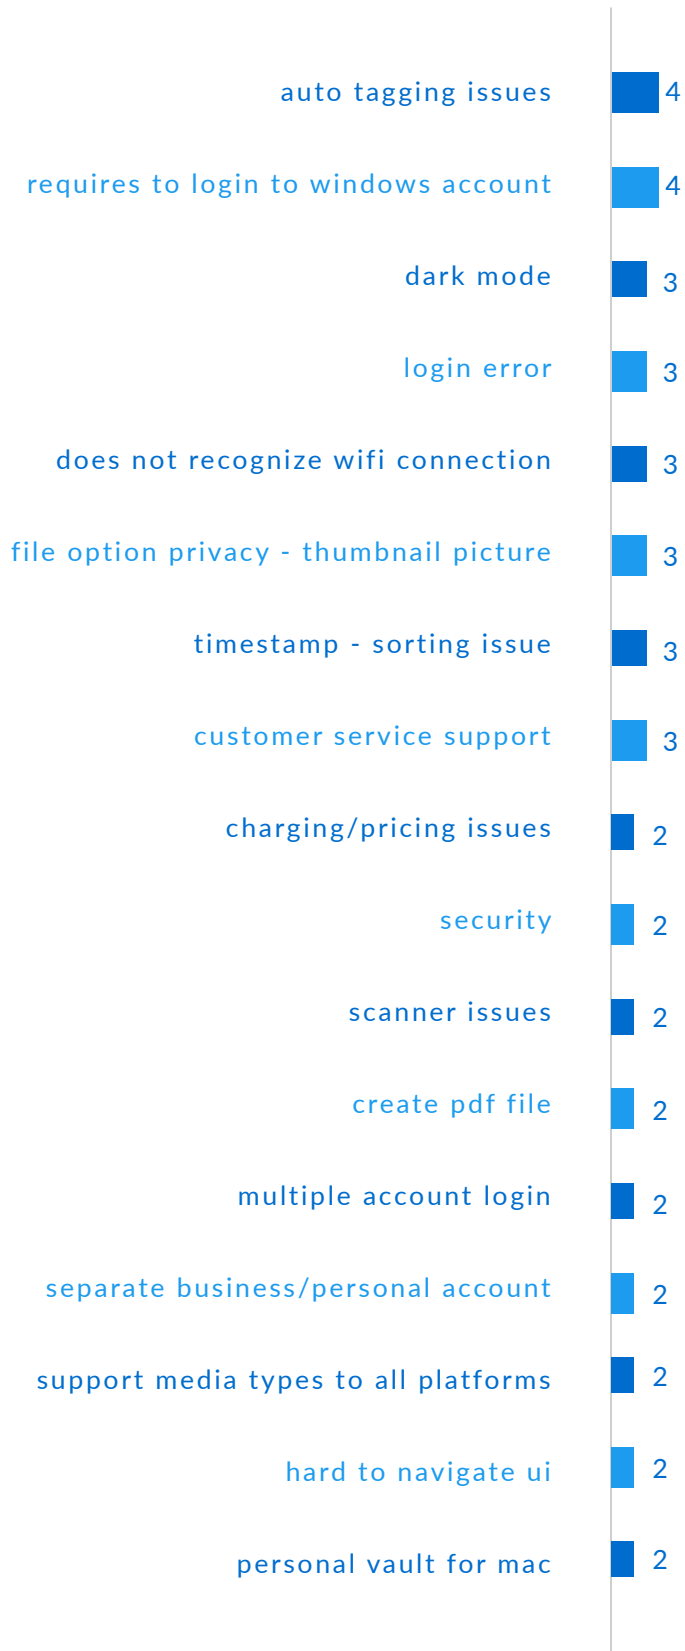 auto tagging issues 4
requires to login to windows account 4
dark mode 3
login error 3
does not recognize wifi connection 3
file option privacy - thumbnail picture 3
timestamp - sorting issue 3
customer service support 3
charging/pricing issues 2
security 2
scanner issues 2
create pdf file 2
multiple account login 2
separate business/personal account 2
support media types to all platforms 2
hard to navigate ui 2
personal vault for mac 2